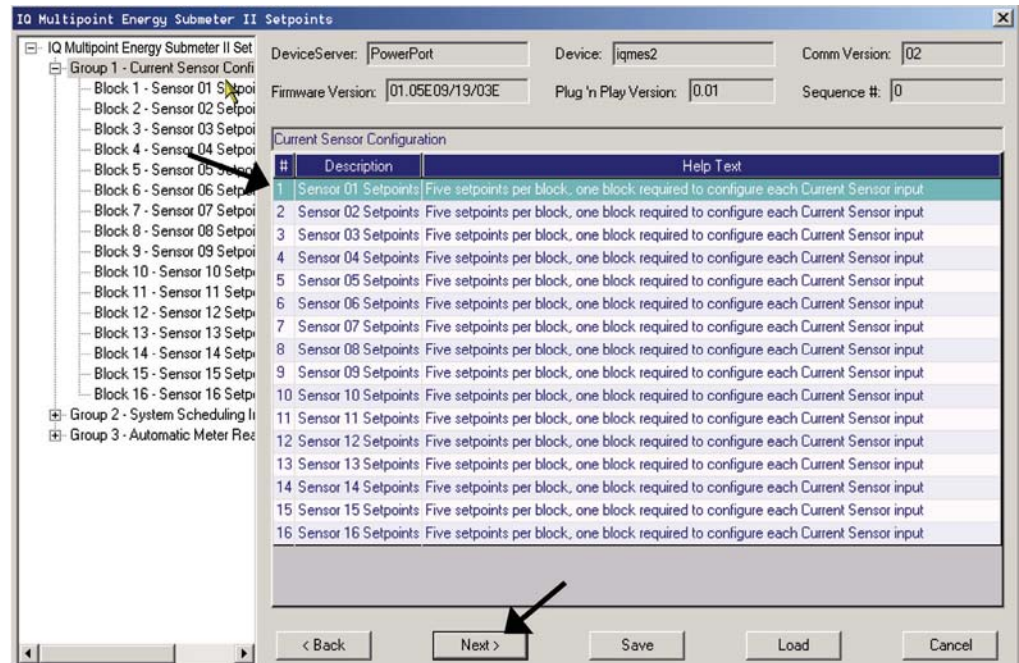 IQ Multipoint Energy Submeter II Setpoints
IQ Multipoint Energy Submeter II Set
Group 1 - Current Sensor Confi
Block 1 - Sensor 01 Setpoi
Block 2 - Sensor 02 Setpoi
Block 3 - Sensor 03 Setpoi
Block 4 - Sensor 04 Setpoi
Block 5 - Sensor 05 Setpoi
Block 6 - Sensor 06 Setpoi
Block 7 - Sensor 07 Setpoi
Block 8 - Sensor 08 Setpoi
Block 9 - Sensor 09 Setpoi
Block 10 - Sensor 10 Setp
Block 11 - Sensor 11 Setp
Block 12 - Sensor 12 Setp
Block 13 - Sensor 13 Setp
Block 14 - Sensor 14 Setp
Block 15 - Sensor 15 Setp
Block 16 - Sensor 16 Setp
Group 2 - System Scheduling I
Group 3 - Automatic Meter Rea
DeviceServer: PowerPort Device: iqmes2 Comm Version: 02
Firmware Version: 01.05E09/19/03E Plug 'n Play Version: 0.01 Sequence #: 0
Current Sensor Configuration
# Description Help Text
1 Sensor 01 Setpoints Five setpoints per block, one block required to configure each Current Sensor input
2 Sensor 02 Setpoints Five setpoints per block, one block required to configure each Current Sensor input
3 Sensor 03 Setpoints Five setpoints per block, one block required to configure each Current Sensor input
4 Sensor 04 Setpoints Five setpoints per block, one block required to configure each Current Sensor input
5 Sensor 05 Setpoints Five setpoints per block, one block required to configure each Current Sensor input
6 Sensor 06 Setpoints Five setpoints per block, one block required to configure each Current Sensor input
7 Sensor 07 Setpoints Five setpoints per block, one block required to configure each Current Sensor input
8 Sensor 08 Setpoints Five setpoints per block, one block required to configure each Current Sensor input
9 Sensor 09 Setpoints Five setpoints per block, one block required to configure each Current Sensor input
10 Sensor 10 Setpoints Five setpoints per block, one block required to configure each Current Sensor input
11 Sensor 11 Setpoints Five setpoints per block, one block required to configure each Current Sensor input
12 Sensor 12 Setpoints Five setpoints per block, one block required to configure each Current Sensor input
13 Sensor 13 Setpoints Five setpoints per block, one block required to configure each Current Sensor input
14 Sensor 14 Setpoints Five setpoints per block, one block required to configure each Current Sensor input
15 Sensor 15 Setpoints Five setpoints per block, one block required to configure each Current Sensor input
16 Sensor 16 Setpoints Five setpoints per block, one block required to configure each Current Sensor input
< Back Next > Save Load Cancel